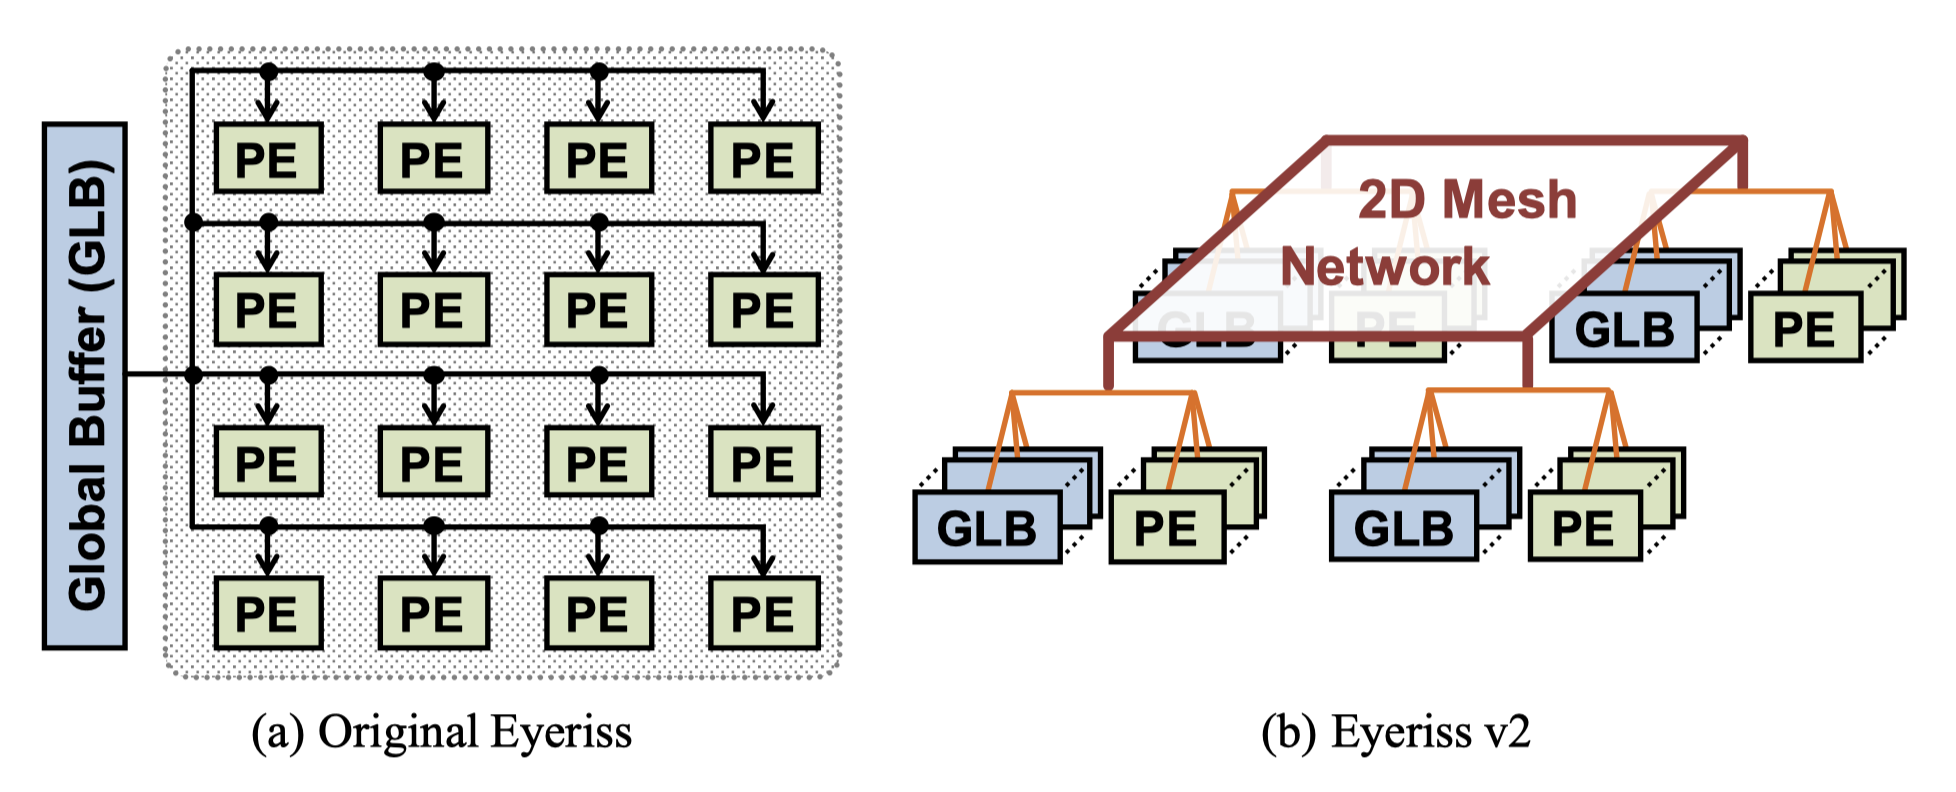 Global Buffer (GLB)
PE PE PE PE
PE PE PE PE
PE PE PE PE
PE PE PE PE
(a) Original Eyeriss
2D Mesh
Network
GLB PE GLB PE
GLB PE GLB PE
(b) Eyeriss v2